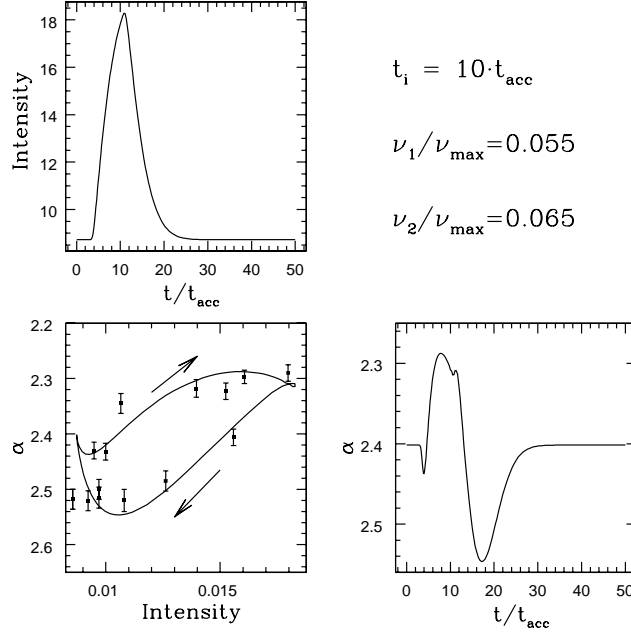 18
16
14
12
10
Intensity
0 10 20 30 40 50
t/t_acc
t_i = 10·t_acc
ν_1/ν_max=0.055
ν_2/ν_max=0.065
2.2
2.3
2.4
2.5
2.6
α
0.01 0.015
Intensity
2.3
2.4
2.5
α
0 10 20 30 40 50
t/t_acc